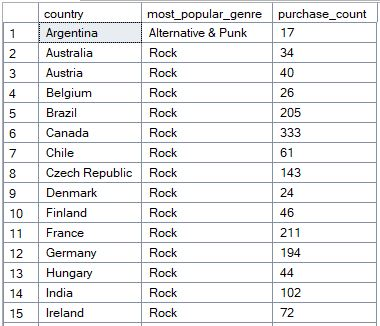 country most_popular_genre purchase_count
1 Argentina Alternative & Punk 17
2 Australia Rock 34
3 Austria Rock 40
4 Belgium Rock 26
5 Brazil Rock 205
6 Canada Rock 333
7 Chile Rock 61
8 Czech Republic Rock 143
9 Denmark Rock 24
10 Finland Rock 46
11 France Rock 211
12 Germany Rock 194
13 Hungary Rock 44
14 India Rock 102
15 Ireland Rock 72